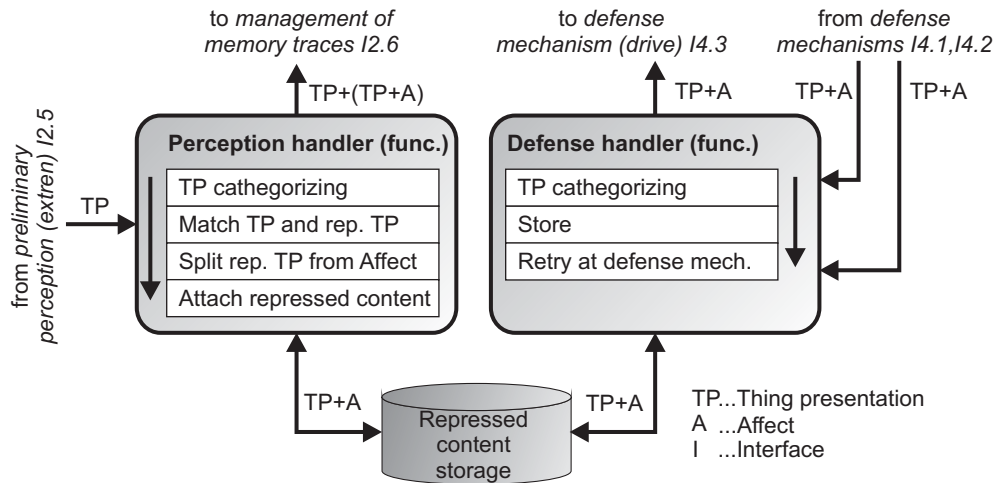 to management of
memory traces I2.6
to defense
mechanism (drive) I4.3
from defense
mechanisms I4.1,I4.2
TP+(TP+A)
TP+A
TP+A
TP+A
from preliminary
perception (extren) I2.5
TP
Perception handler (func.)
TP cathegorizing
Match TP and rep. TP
Split rep. TP from Affect
Attach repressed content
Defense handler (func.)
TP cathegorizing
Store
Retry at defense mech.
TP+A
TP+A
Repressed
content
storage
TP...Thing presentation
A ...Affect
I ...Interface